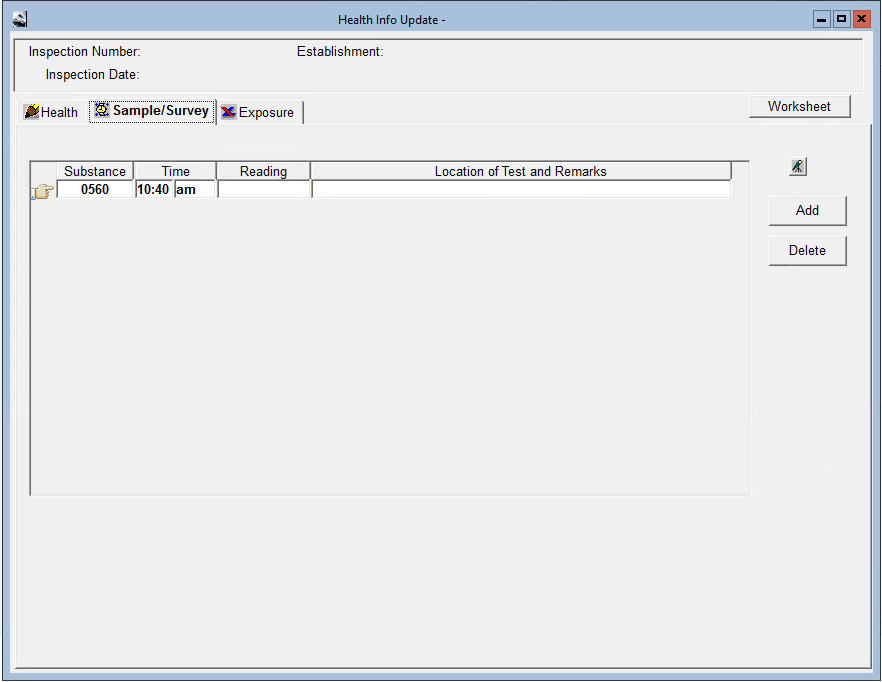 Health Info Update -
Inspection Number: Establishment:
Inspection Date:
Health Sample/Survey Exposure Worksheet
Substance Time Reading Location of Test and Remarks
0560 10:40 am
Add
Delete